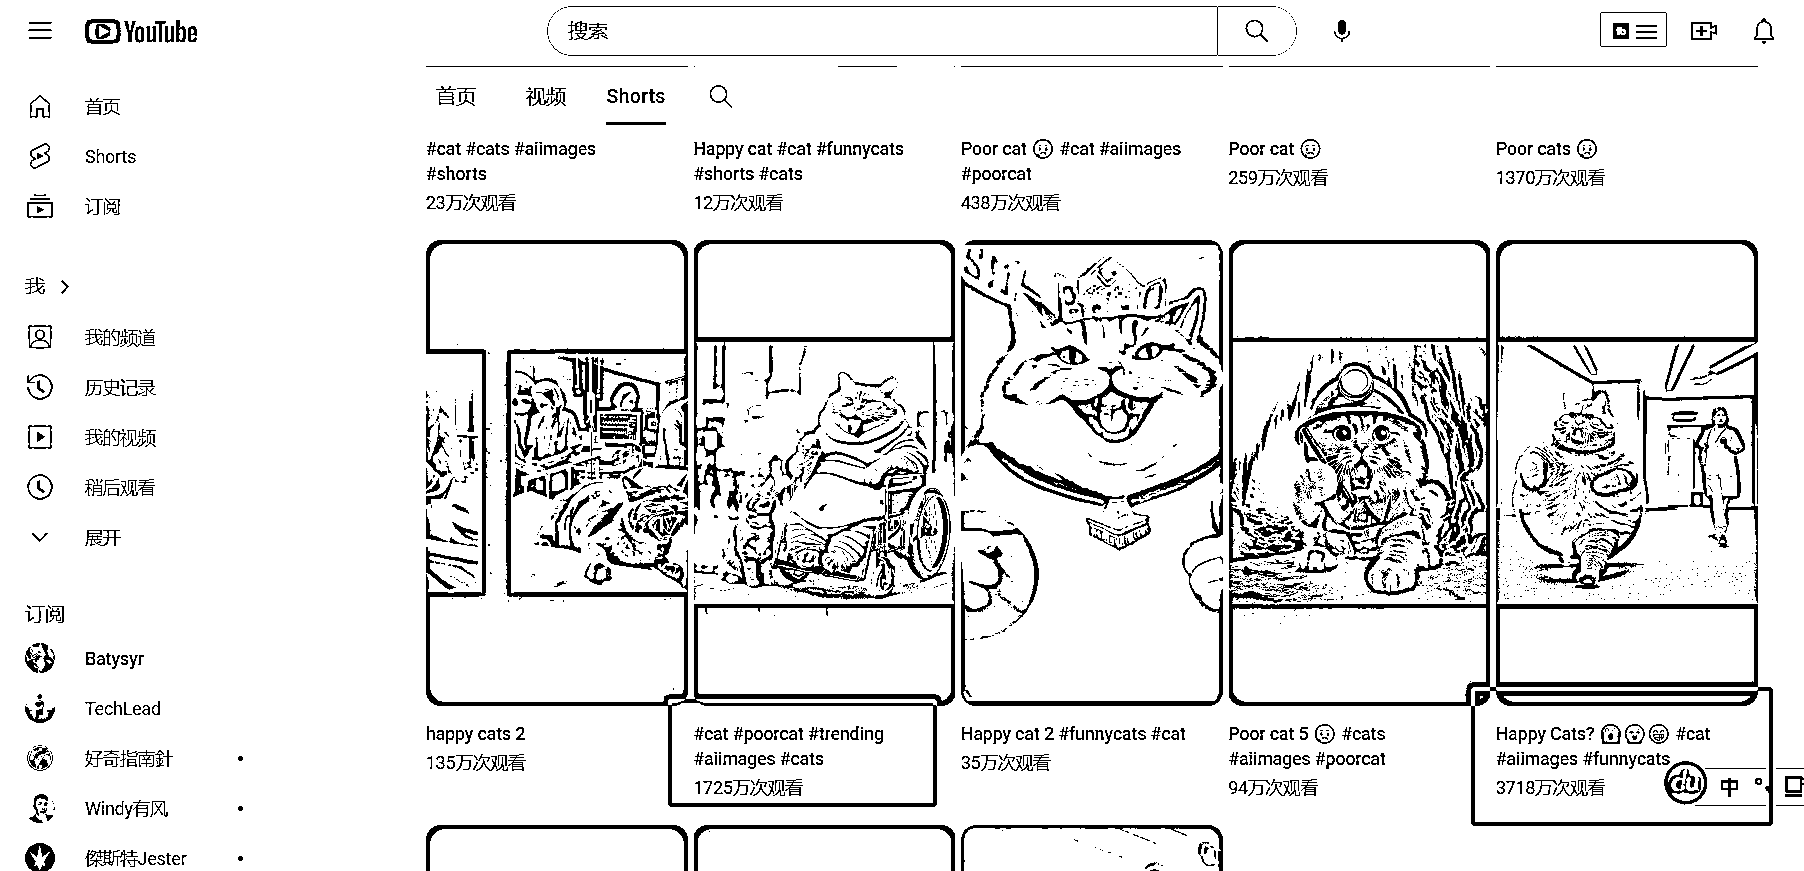 YouTube
搜索
首页
Shorts
订阅
我
我的频道
历史记录
我的视频
稍后观看
展开
订阅
Batysyr
TechLead
好奇指南針
Windy有风
傑斯特Jester
首页 视频 Shorts
#cat #cats #aiimages
#shorts
23万次观看
Happy cat #cat #funnycats
#shorts #cats
12万次观看
Poor cat 😢 #cat #aiimages
#poorcat
438万次观看
Poor cat 😢
259万次观看
Poor cats 😢
1370万次观看
happy cats 2
135万次观看
#cat #poorcat #trending
#aiimages #cats
1725万次观看
Happy cat 2 #funnycats #cat
35万次观看
Poor cat 5 😢 #cats
#aiimages #poorcat
94万次观看
Happy Cats? #cat
#aiimages #funnycats
3718万次观看
du 中